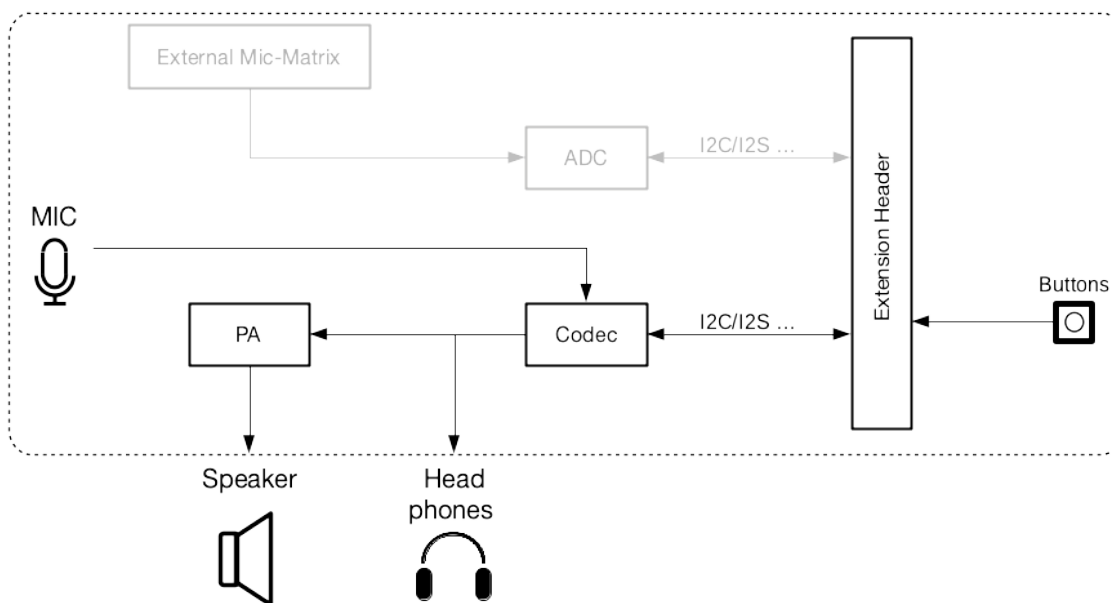 External Mic-Matrix
ADC
I2C/I2S ...
Extension Header
MIC
Buttons
PA
Codec
I2C/I2S ...
Speaker
Head
phones